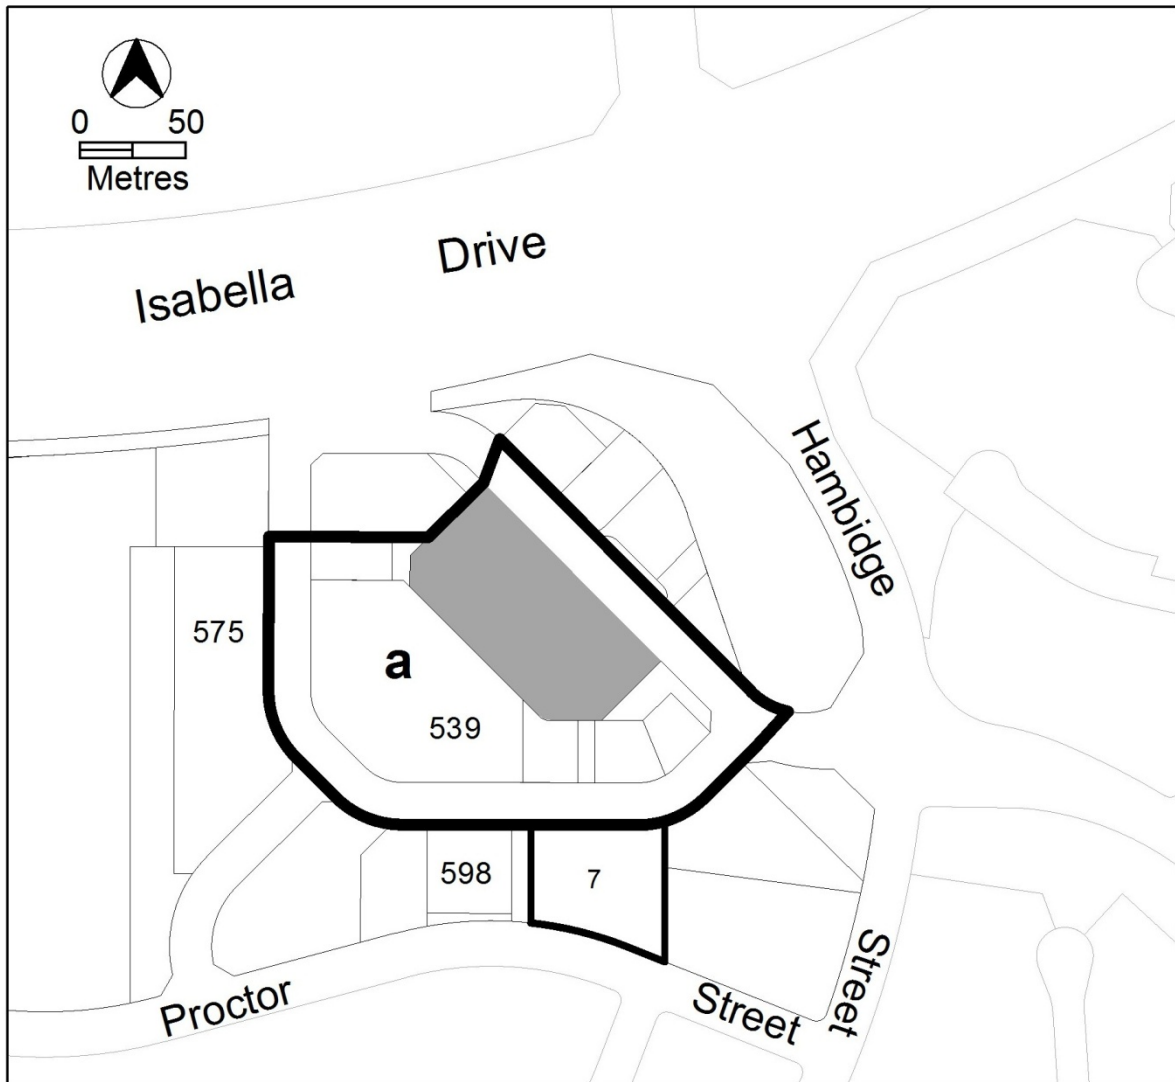 0 50
Metres
Isabella Drive
Hambidge Street
575
a
539
598
7
Proctor Street